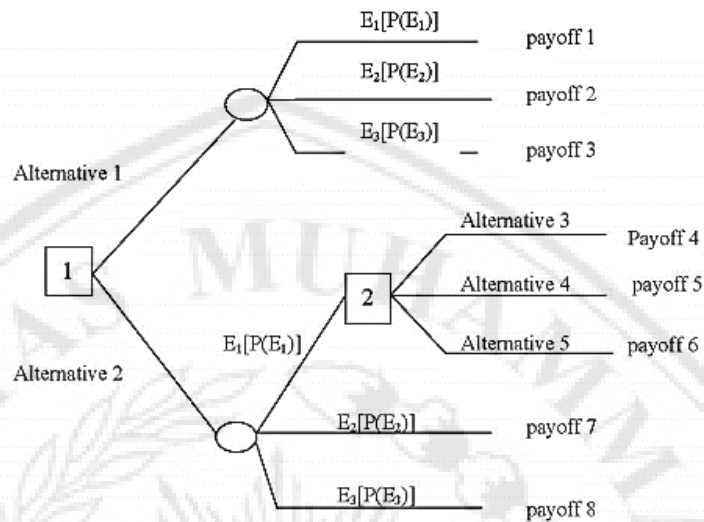 E₁[P(E₁)]
payoff 1
E₂[P(E₂)]
payoff 2
E₃[P(E₃)]
payoff 3
Alternative 1
Alternative 3
Payoff 4
1
2
Alternative 4
payoff 5
E₁[P(E₁)]
Alternative 5
payoff 6
Alternative 2
E₂[P(E₂)]
payoff 7
E₃[P(E₃)]
payoff 8
AS MUHAMM